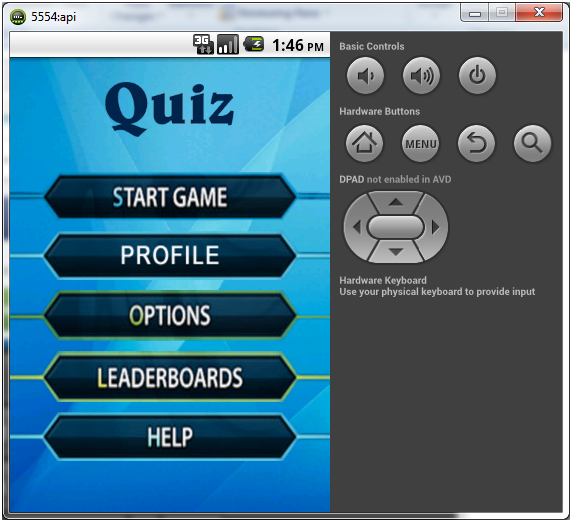 5554:api
3G 1:46 PM
Quiz
START GAME
PROFILE
OPTIONS
LEADERBOARDS
HELP
Basic Controls
Hardware Buttons
MENU
DPAD not enabled in AVD
Hardware Keyboard
Use your physical keyboard to provide input